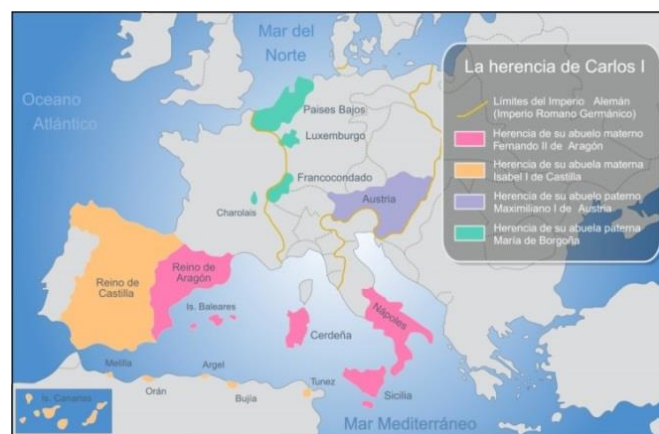 Mar del
Norte
Oceano
Atlántico
Paises Bajos
Luxemburgo
Francocondado
Charolais
Austria
Reino de
Castilla
Reino de
Aragón
Is. Baleares
Cerdeña
Nápoles
Sicilia
Melilla
Orán
Argel
Bujía
Tunez
Is. Canarias
Mar Mediterráneo
La herencia de Carlos I
Límites del Imperio Alemán
(Imperio Romano Germánico)
Herencia de su abuelo materno
Fernando II de Aragón
Herencia de su abuela materna
Isabel I de Castilla
Herencia de su abuelo paterno
Maximiliano I de Austria
Herencia de su abuela paterna
María de Borgoña